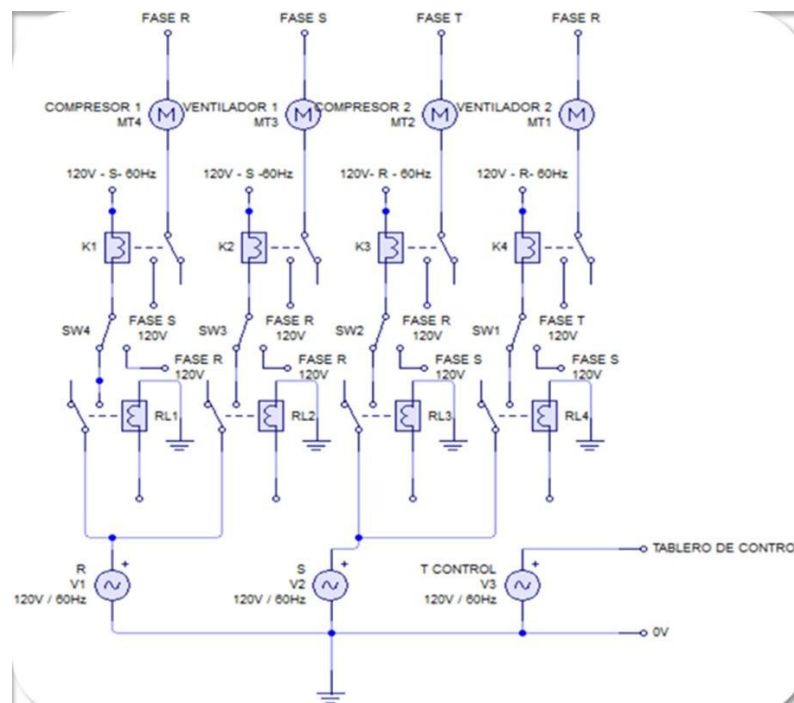 FASE R
FASE S
FASE T
FASE R
COMPRESOR 1
MT4
VENTILADOR 1
MT3
COMPRESOR 2
MT2
VENTILADOR 2
MT1
120V - S- 60Hz
120V - S -60Hz
120V- R - 60Hz
120V - R- 60Hz
K1
K2
K3
K4
SW4
FASE S
120V
SW3
FASE R
120V
SW2
FASE R
120V
SW1
FASE T
120V
FASE R
120V
FASE R
120V
FASE S
120V
FASE S
120V
RL1
RL2
RL3
RL4
R
V1
120V / 60Hz
S
V2
120V / 60Hz
T CONTROL
V3
120V / 60Hz
TABLERO DE CONTRO
0V
M
M
M
M